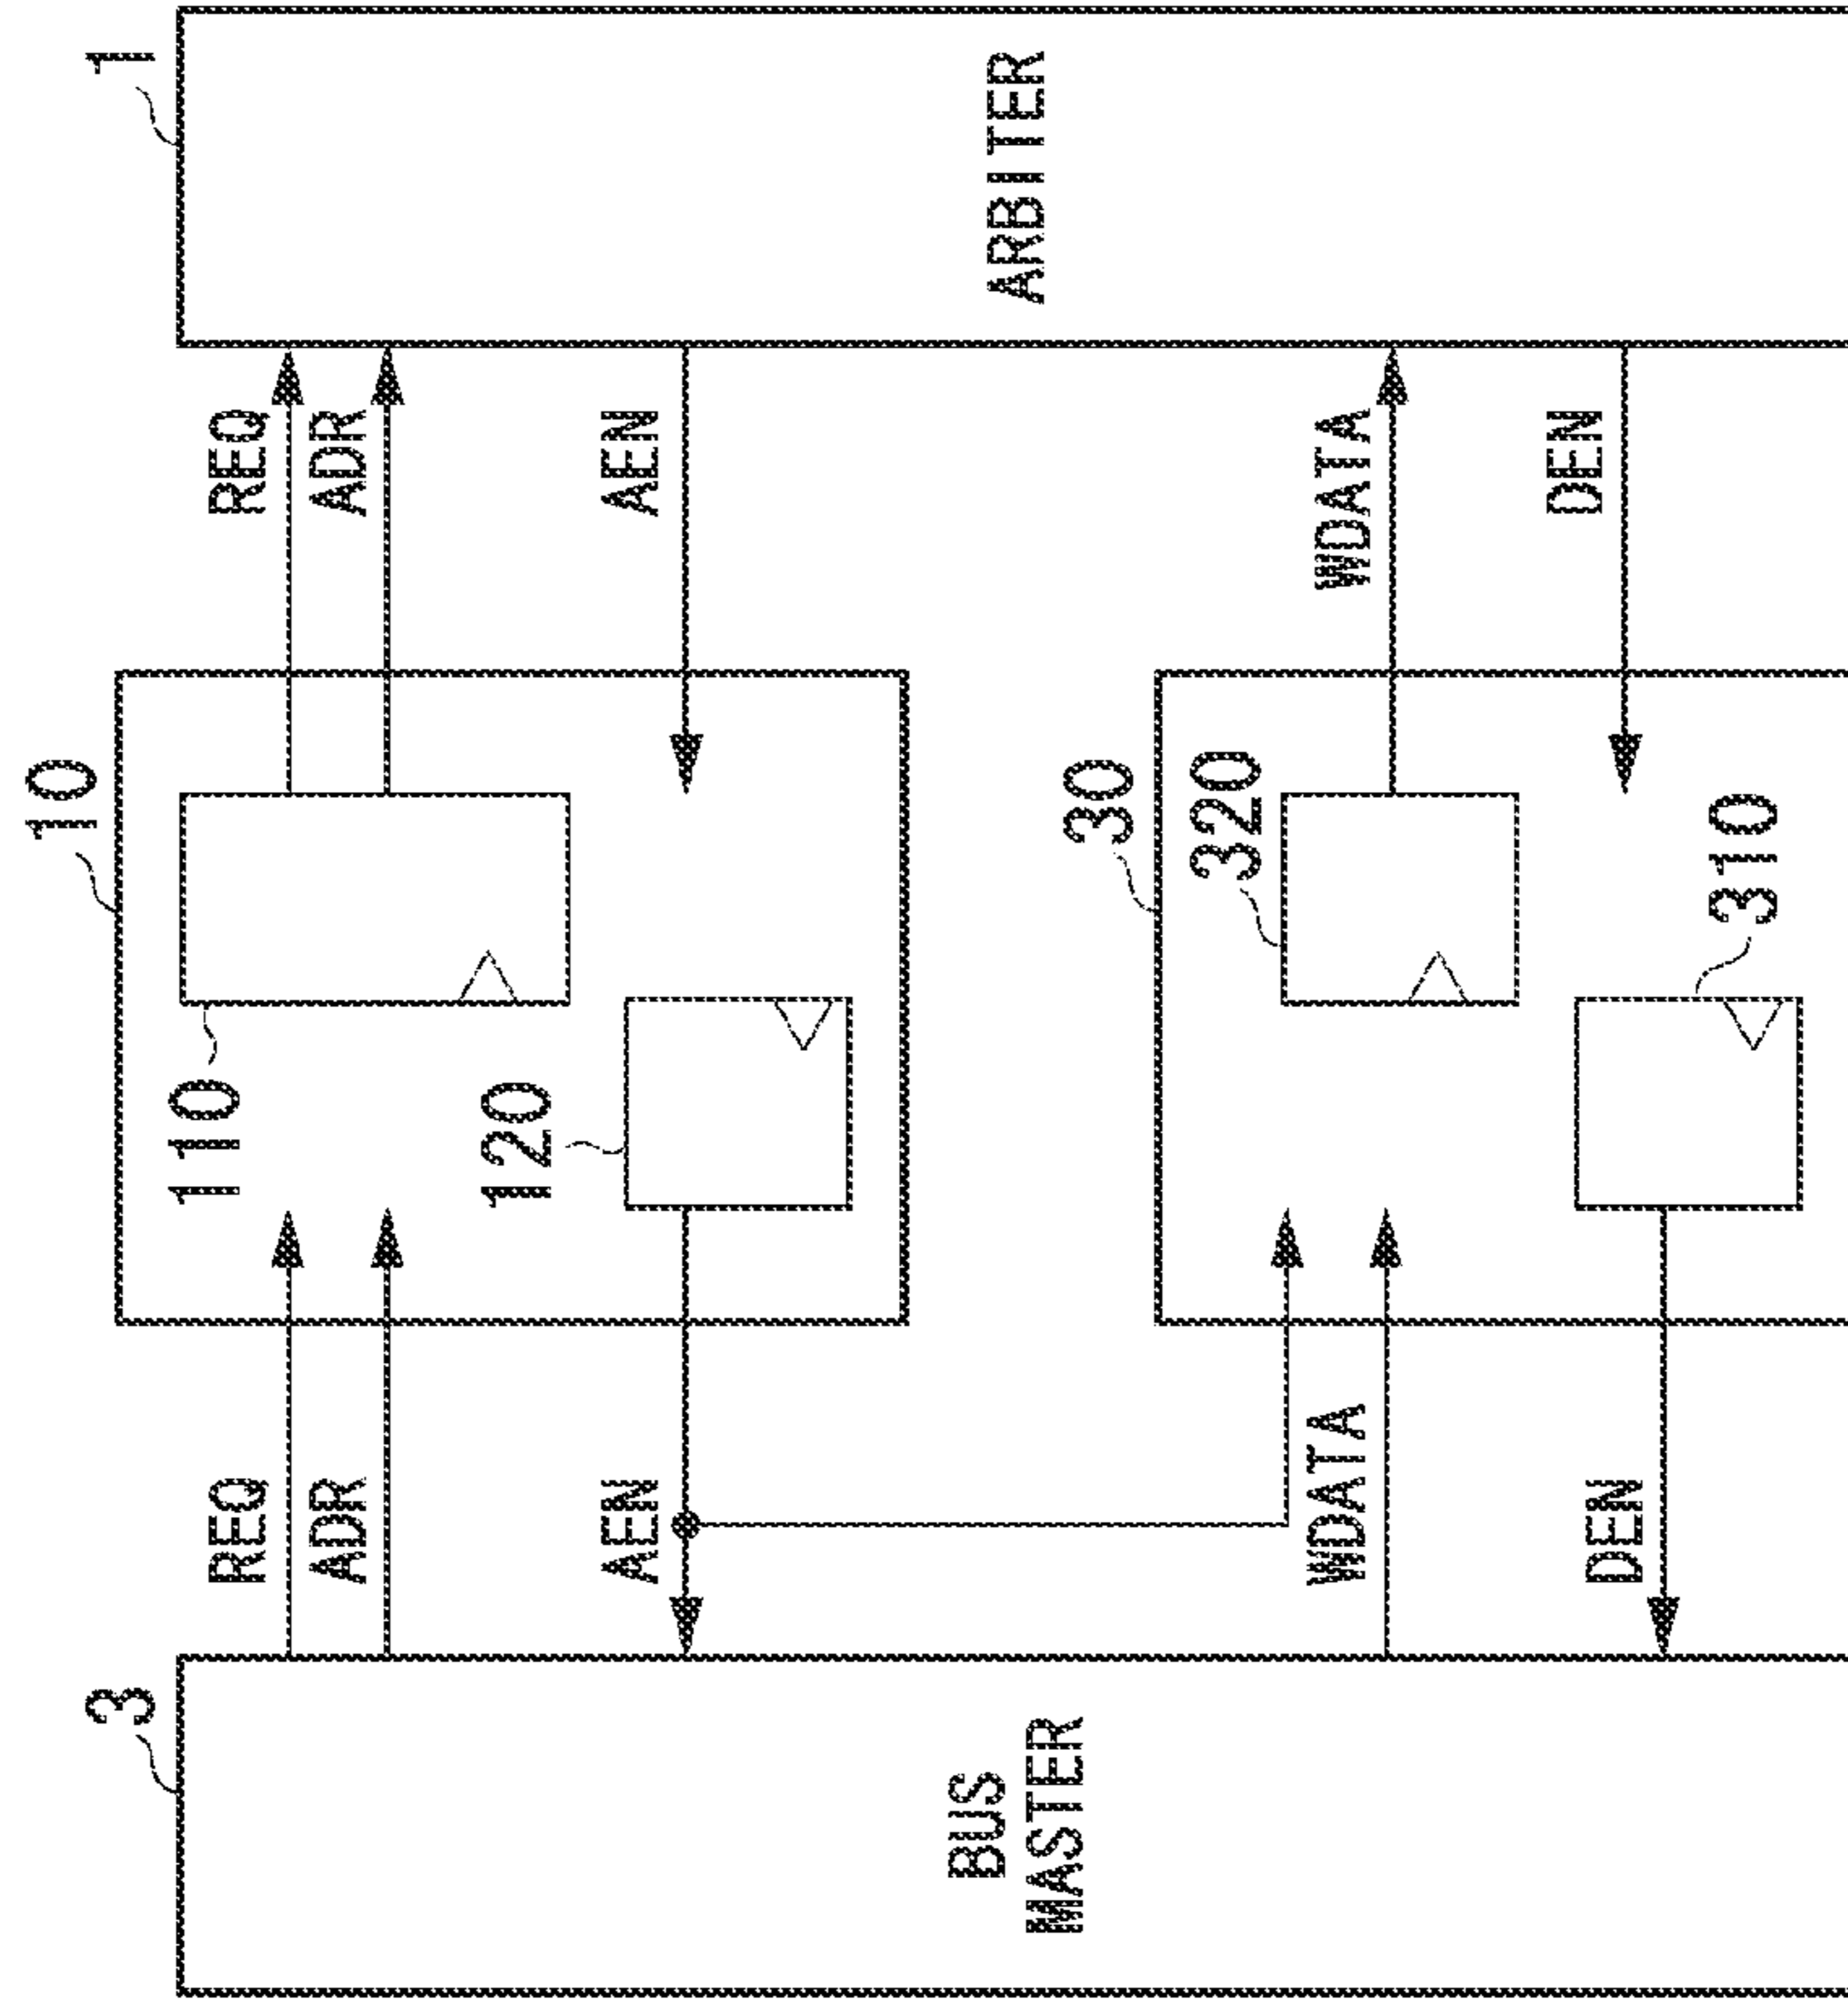 3
BUS
MASTER
REQ
ADR
AEN
WDATA
DEN
10
110
120
30
320
310
REQ
ADR
AEN
WDATA
DEN
1
ARBITER